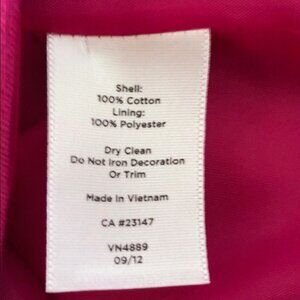 Shell:
100% Cotton
Lining:
100% Polyester
Dry Clean
Do Not Iron Decoration
Or Trim
Made In Vietnam
CA #23147
VN4889
09/12